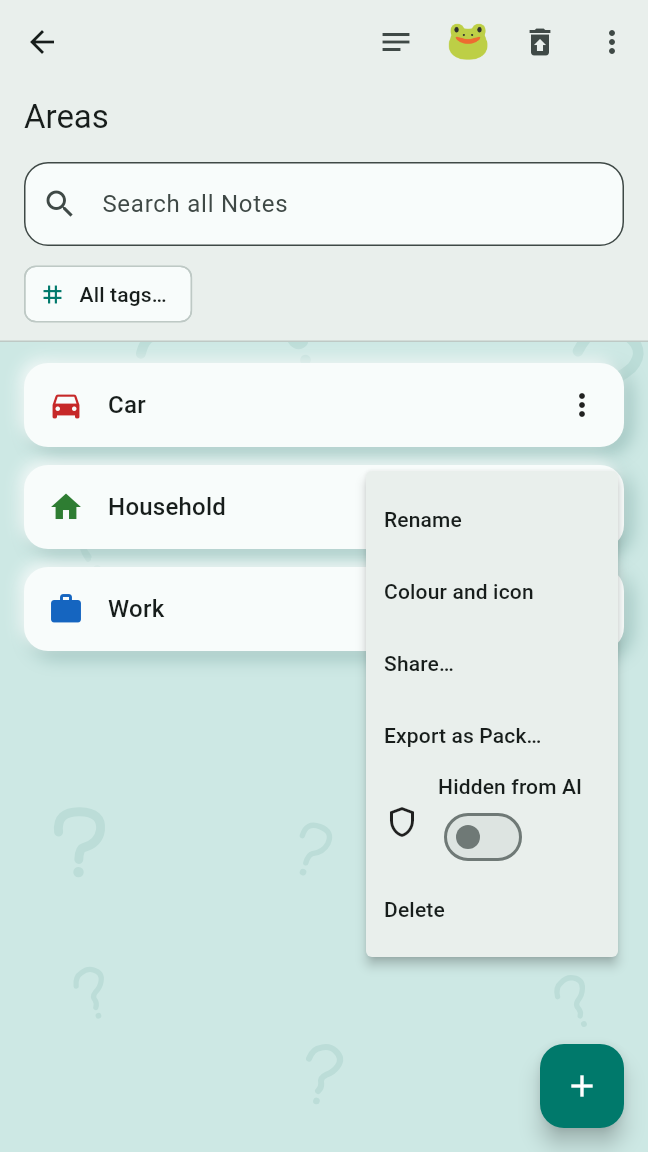 Areas
Search all Notes
All tags…
Car
Household
Work
Rename
Colour and icon
Share…
Export as Pack…
Hidden from AI
Delete